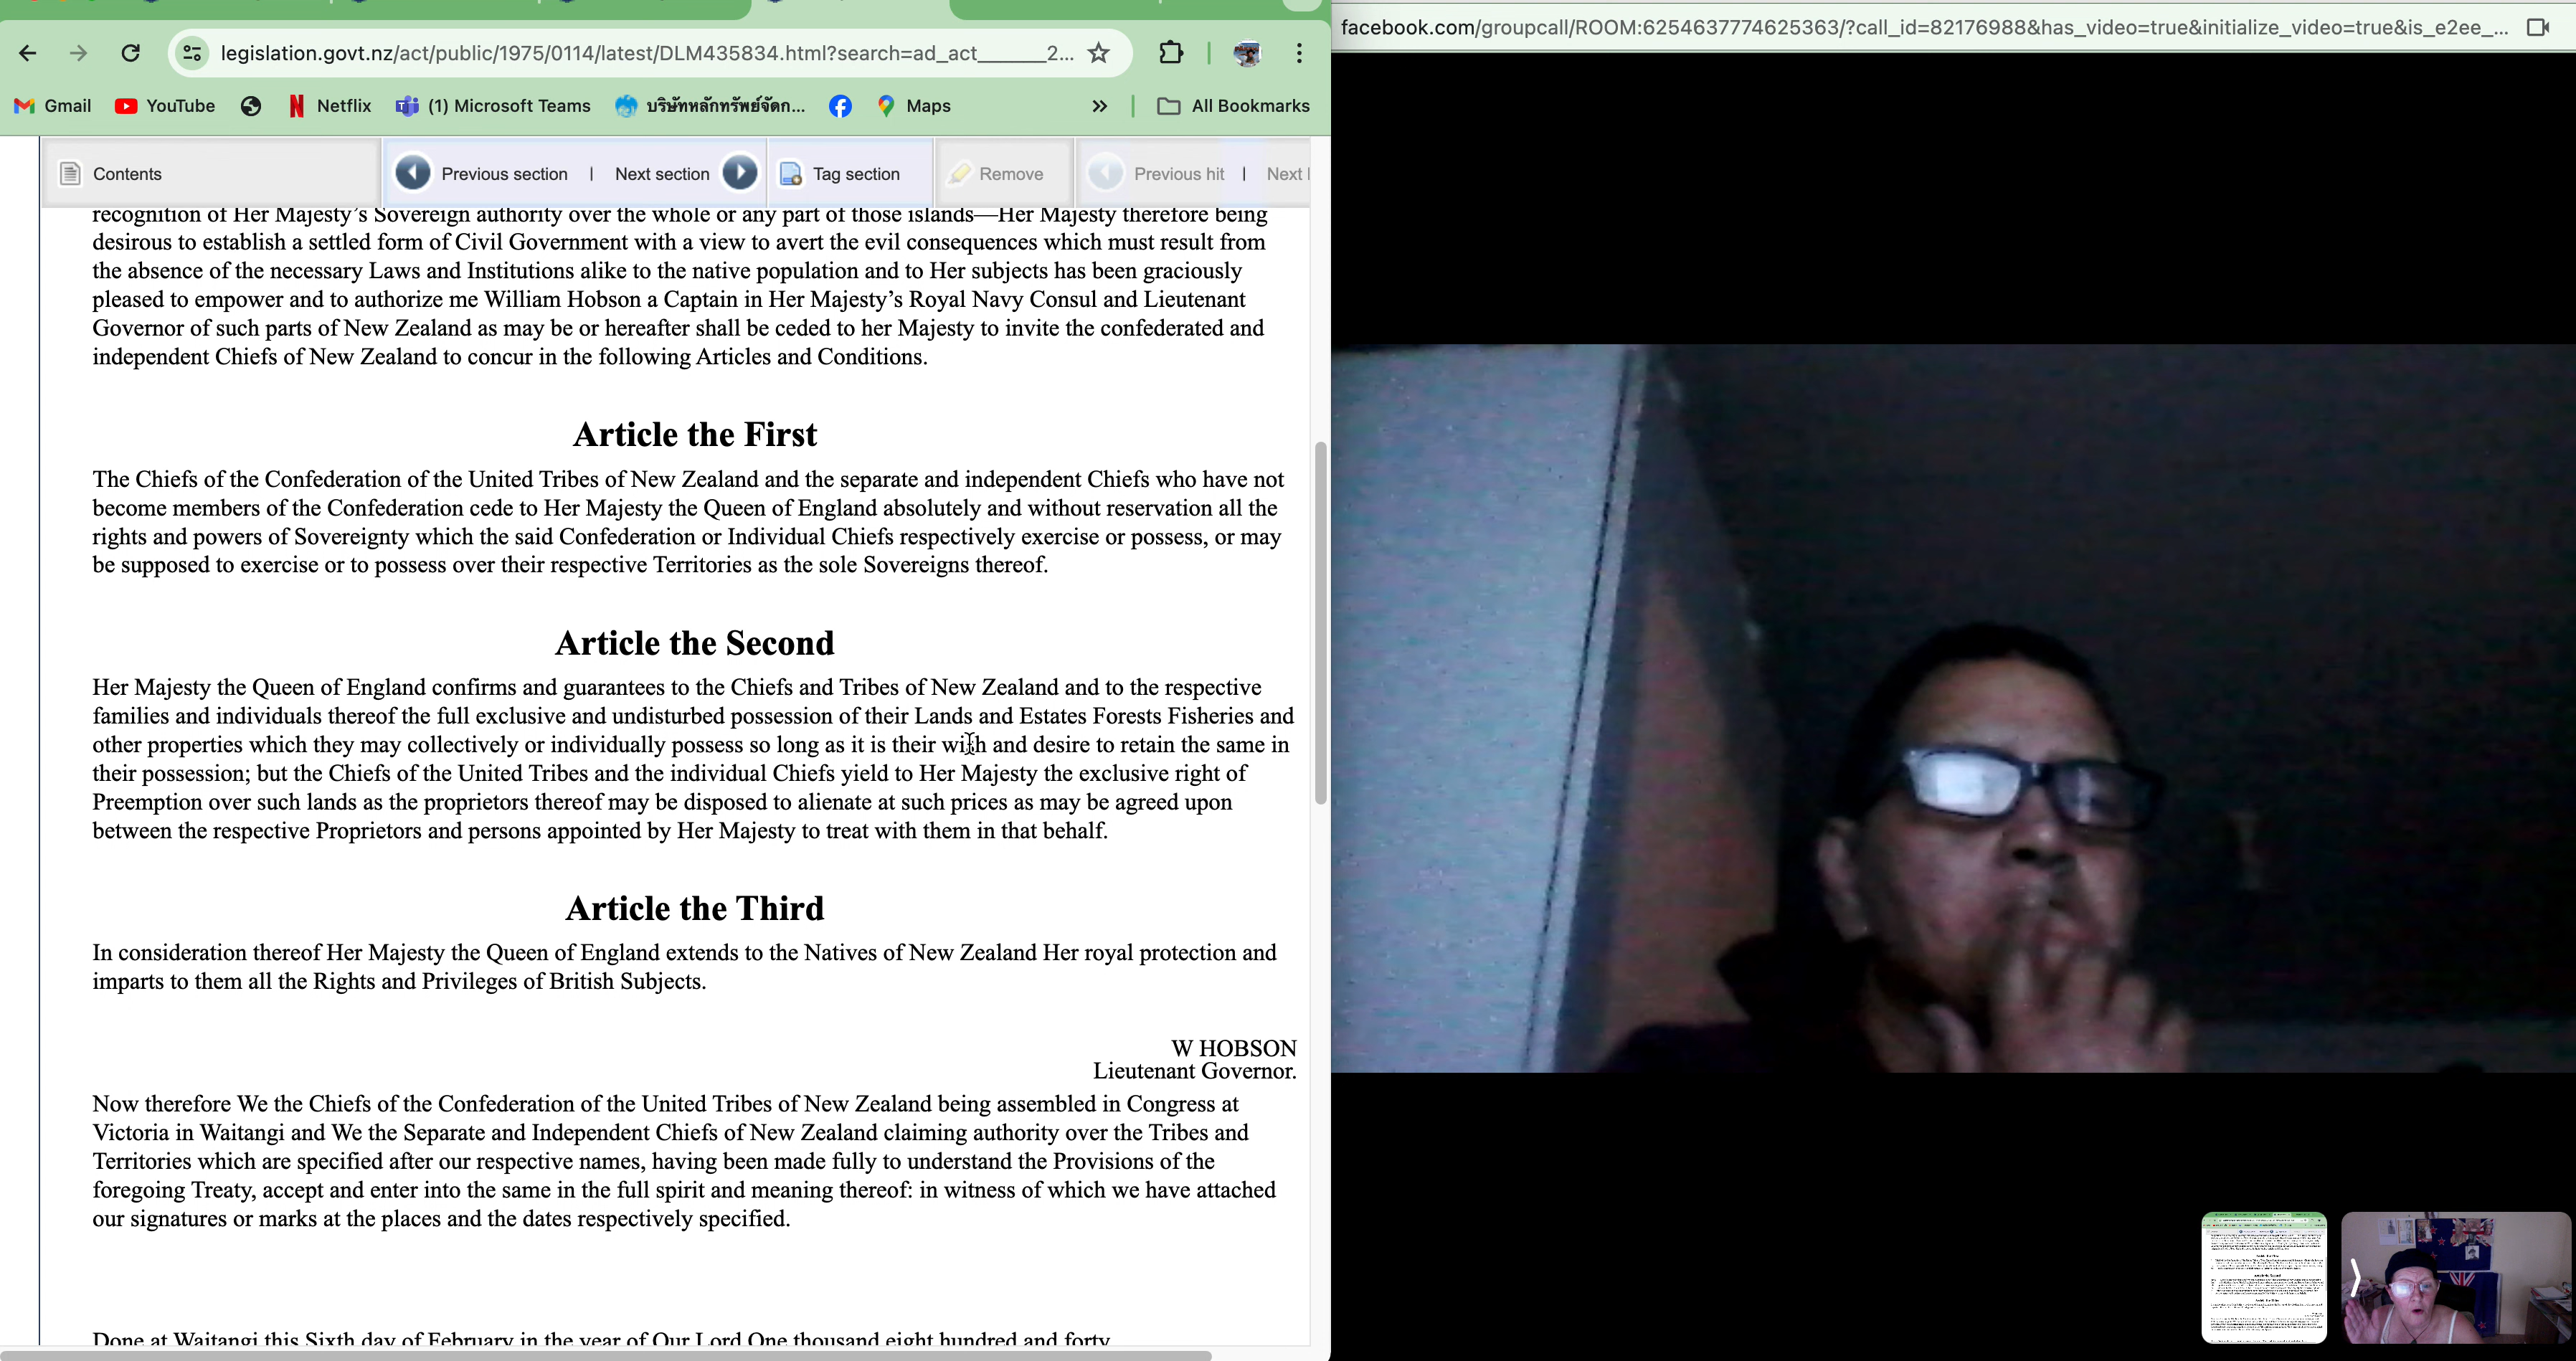 legislation.govt.nz/act/public/1975/0114/latest/DLM435834.html?search=ad_act______2...
facebook.com/groupcall/ROOM:6254637774625363/?call_id=82176988&has_video=true&initialize_video=true&is_e2ee_...
Gmail YouTube Netflix (1) Microsoft Teams บริษัทหลักทรัพย์จัดก... Maps » All Bookmarks
Contents Previous section | Next section Tag section Remove Previous hit | Next
recognition of Her Majesty’s Sovereign authority over the whole or any part of those islands—Her Majesty therefore being
desirous to establish a settled form of Civil Government with a view to avert the evil consequences which must result from
the absence of the necessary Laws and Institutions alike to the native population and to Her subjects has been graciously
pleased to empower and to authorize me William Hobson a Captain in Her Majesty’s Royal Navy Consul and Lieutenant
Governor of such parts of New Zealand as may be or hereafter shall be ceded to her Majesty to invite the confederated and
independent Chiefs of New Zealand to concur in the following Articles and Conditions.
Article the First
The Chiefs of the Confederation of the United Tribes of New Zealand and the separate and independent Chiefs who have not
become members of the Confederation cede to Her Majesty the Queen of England absolutely and without reservation all the
rights and powers of Sovereignty which the said Confederation or Individual Chiefs respectively exercise or possess, or may
be supposed to exercise or to possess over their respective Territories as the sole Sovereigns thereof.
Article the Second
Her Majesty the Queen of England confirms and guarantees to the Chiefs and Tribes of New Zealand and to the respective
families and individuals thereof the full exclusive and undisturbed possession of their Lands and Estates Forests Fisheries and
other properties which they may collectively or individually possess so long as it is their wish and desire to retain the same in
their possession; but the Chiefs of the United Tribes and the individual Chiefs yield to Her Majesty the exclusive right of
Preemption over such lands as the proprietors thereof may be disposed to alienate at such prices as may be agreed upon
between the respective Proprietors and persons appointed by Her Majesty to treat with them in that behalf.
Article the Third
In consideration thereof Her Majesty the Queen of England extends to the Natives of New Zealand Her royal protection and
imparts to them all the Rights and Privileges of British Subjects.
W HOBSON
Lieutenant Governor.
Now therefore We the Chiefs of the Confederation of the United Tribes of New Zealand being assembled in Congress at
Victoria in Waitangi and We the Separate and Independent Chiefs of New Zealand claiming authority over the Tribes and
Territories which are specified after our respective names, having been made fully to understand the Provisions of the
foregoing Treaty, accept and enter into the same in the full spirit and meaning thereof: in witness of which we have attached
our signatures or marks at the places and the dates respectively specified.
Done at Waitangi this Sixth day of February in the year of Our Lord One thousand eight hundred and forty